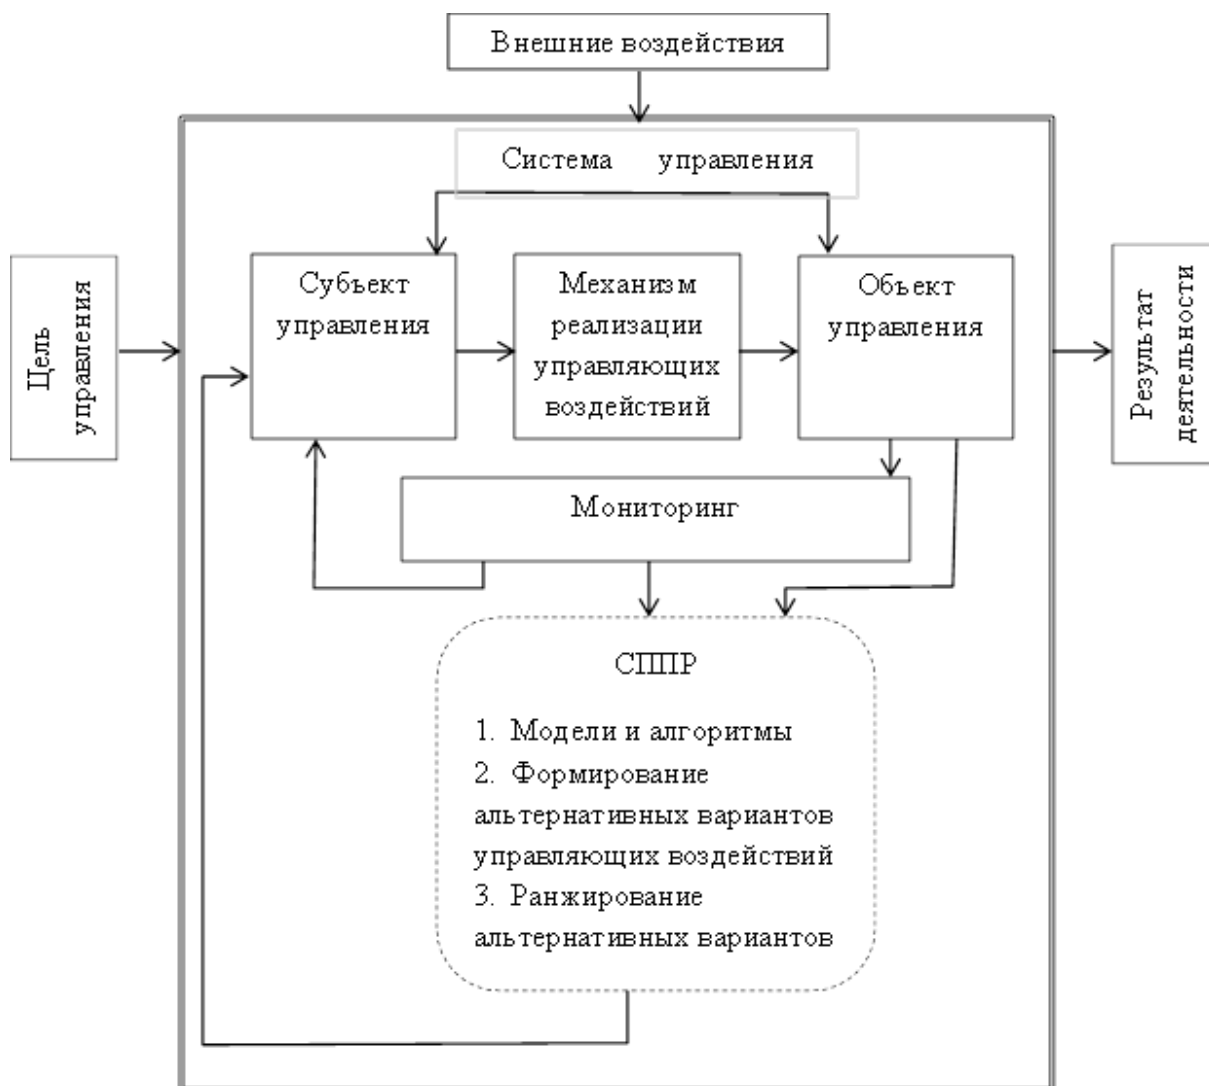 Внешние воздействия
Система управления
Цель
управления
Субъект
управления
Механизм
реализации
управляющих
воздействий
Объект
управления
Результат
деятельности
Мониторинг
СППР
1. Модели и алгоритмы
2. Формирование
альтернативных вариантов
управляющих воздействий
3. Ранжирование
альтернативных вариантов